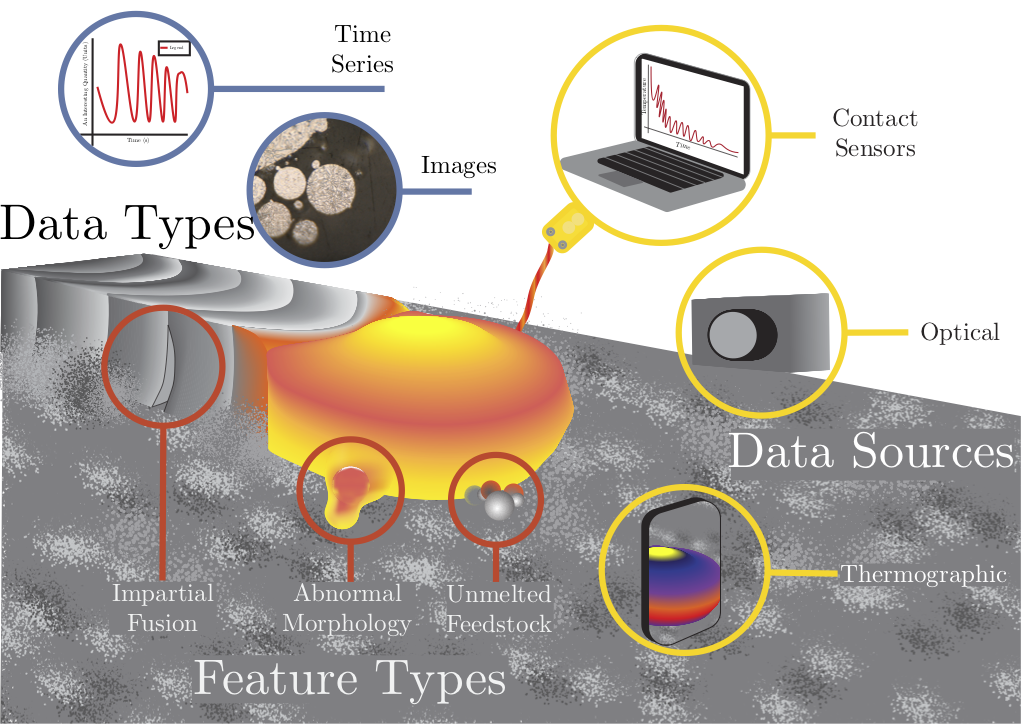 Time
Series
An Interesting Quantity (Units)
Legend
Time (s)
Images
Data Types
Temperature
Time
Contact
Sensors
Optical
Data Sources
Thermographic
Impartial
Fusion
Abnormal
Morphology
Unmelted
Feedstock
Feature Types